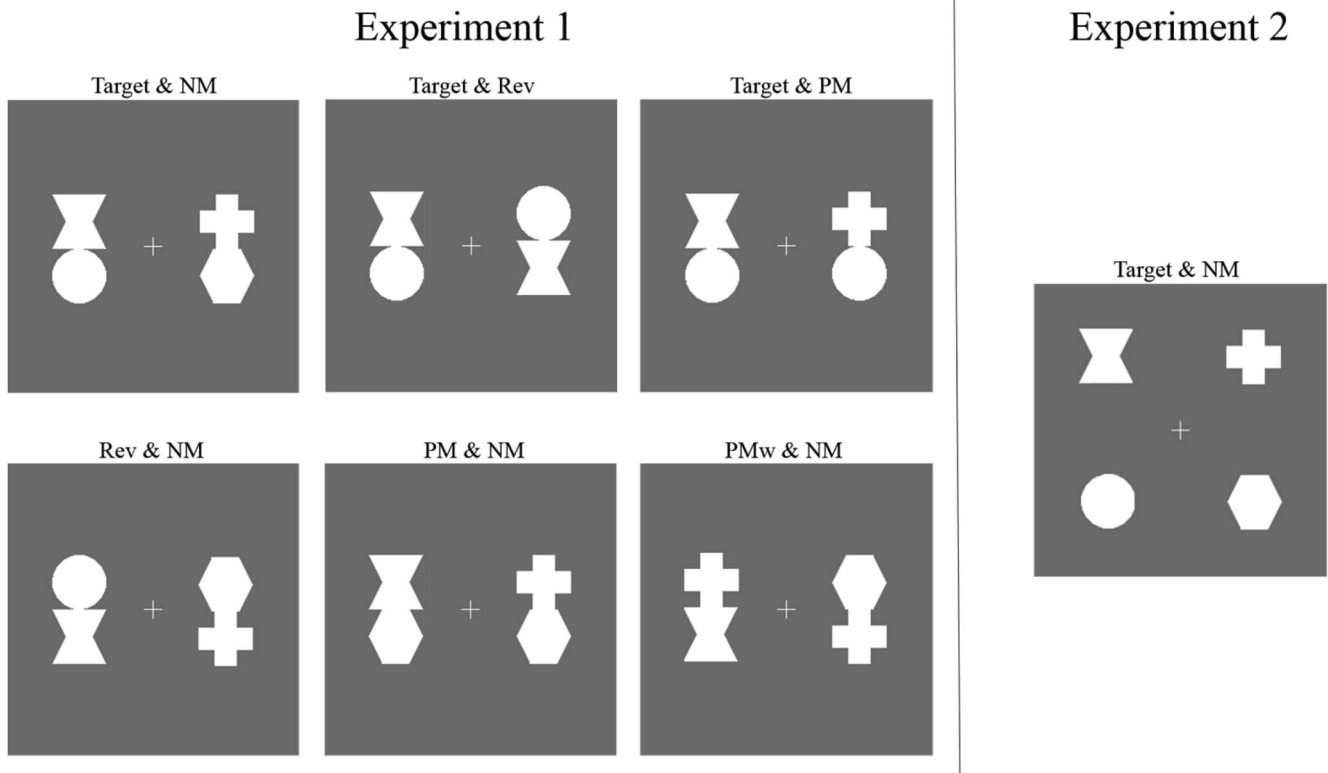 Experiment 1
Experiment 2
Target & NM
Target & Rev
Target & PM
Target & NM
Rev & NM
PM & NM
PMw & NM